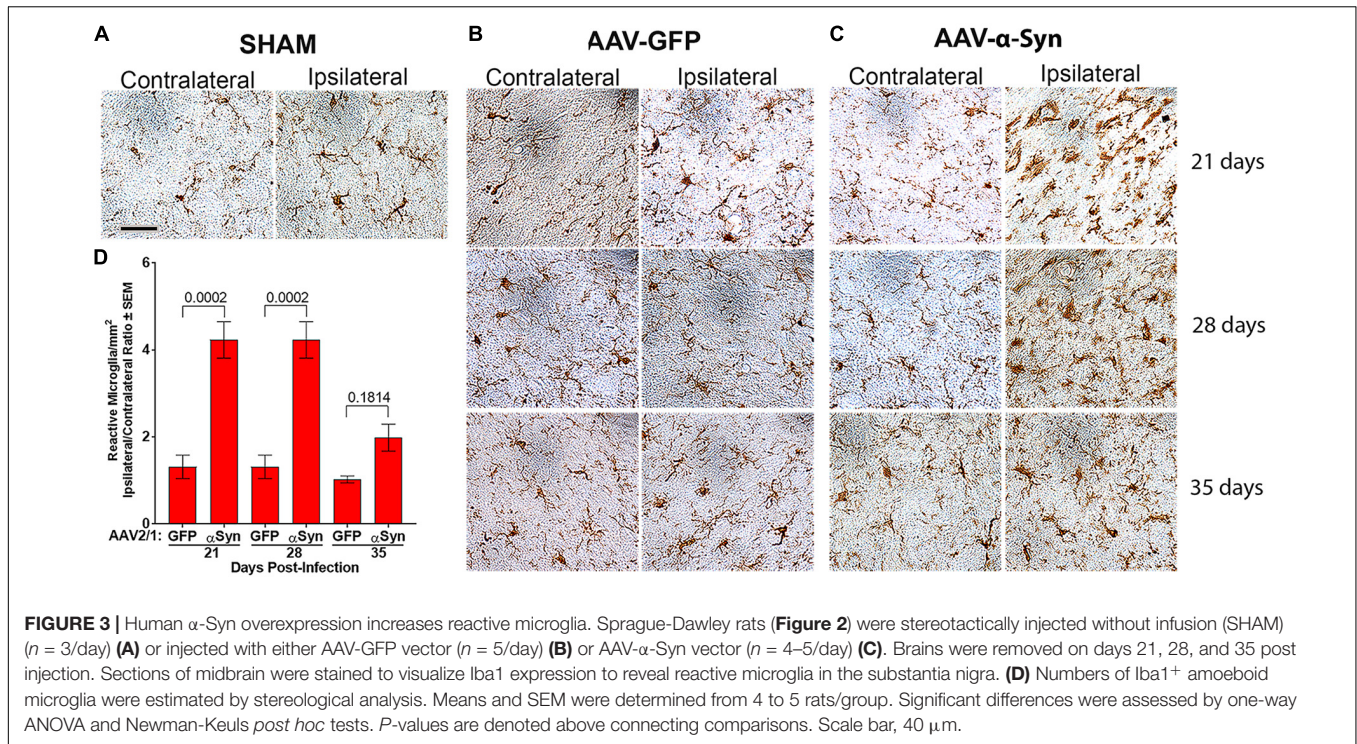 A
SHAM
Contralateral Ipsilateral
B
AAV-GFP
Contralateral Ipsilateral
C
AAV-α-Syn
Contralateral Ipsilateral
21 days
28 days
35 days
D
Reactive Microglia/mm²
Ipsilateral/Contralateral Ratio ± SEM
6
4
2
0
0.0002
0.0002
0.1814
AAV2/1: GFP αSyn GFP αSyn GFP αSyn
21 28 35
Days Post-Infection
FIGURE 3 | Human α-Syn overexpression increases reactive microglia. Sprague-Dawley rats (Figure 2) were stereotactically injected without infusion (SHAM)
(n = 3/day) (A) or injected with either AAV-GFP vector (n = 5/day) (B) or AAV-α-Syn vector (n = 4–5/day) (C). Brains were removed on days 21, 28, and 35 post
injection. Sections of midbrain were stained to visualize Iba1 expression to reveal reactive microglia in the substantia nigra. (D) Numbers of Iba1⁺ amoeboid
microglia were estimated by stereological analysis. Means and SEM were determined from 4 to 5 rats/group. Significant differences were assessed by one-way
ANOVA and Newman-Keuls post hoc tests. P-values are denoted above connecting comparisons. Scale bar, 40 μm.